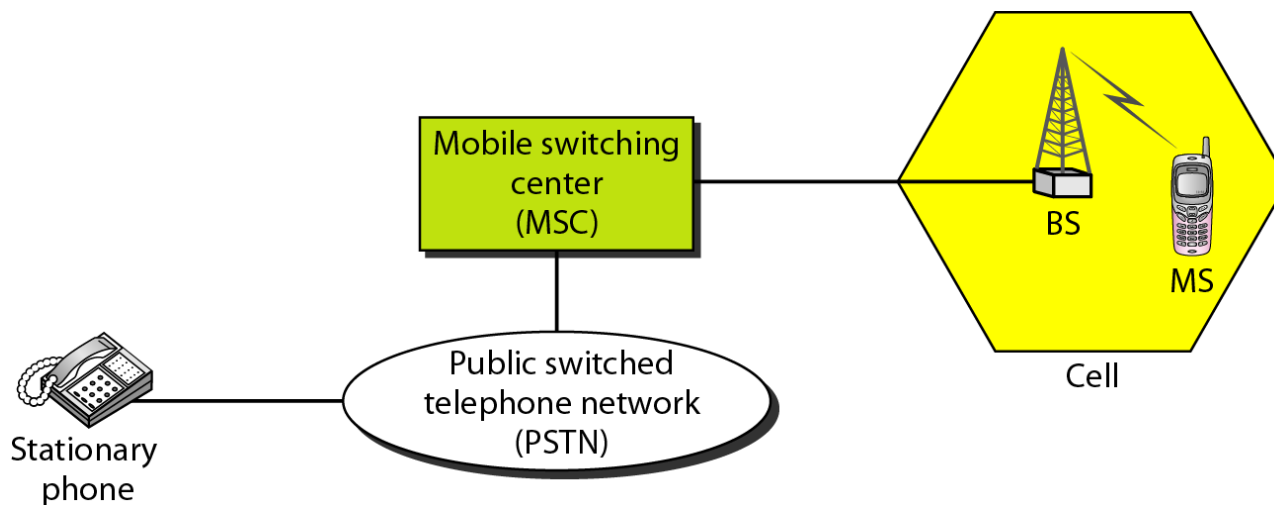 Mobile switching
center
(MSC)
BS
MS
Cell
Public switched
telephone network
(PSTN)
Stationary
phone